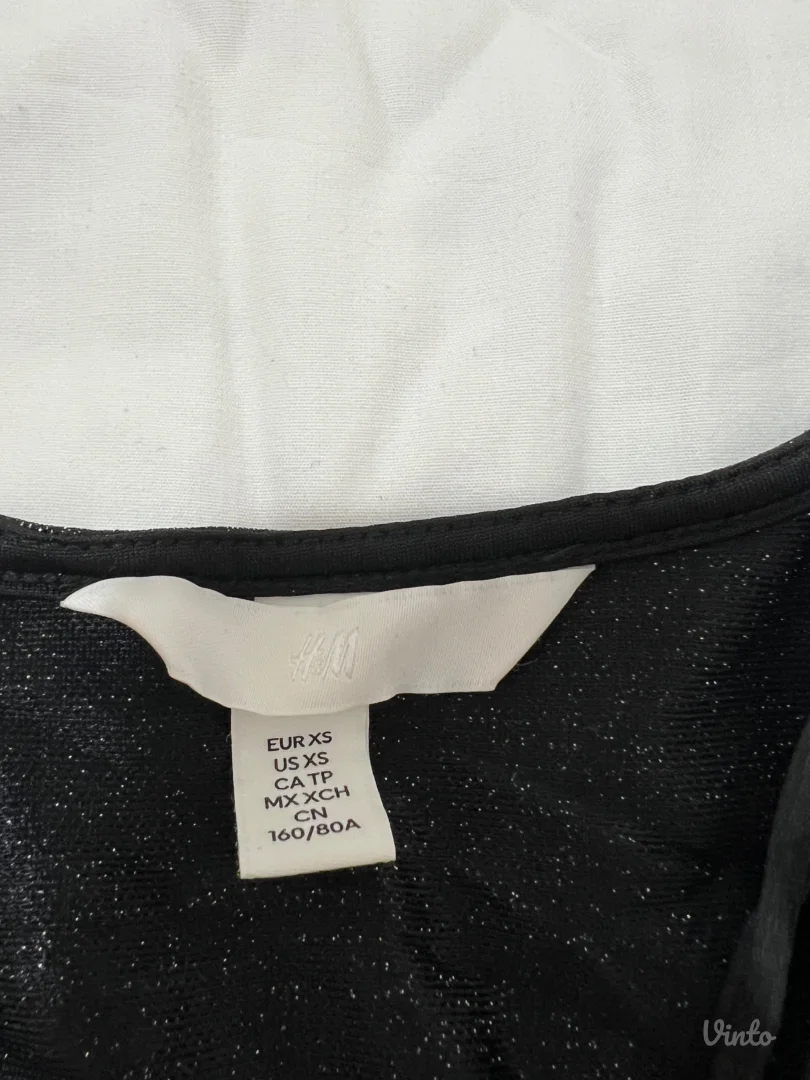 H&M
EUR XS
US XS
CA TP
MX XCH
CN
160/80A
Vinto